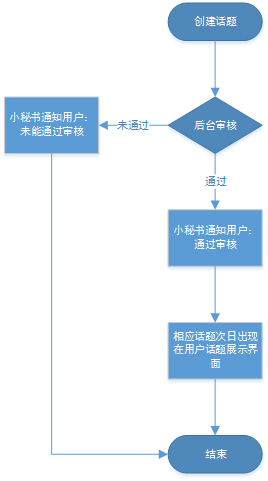 创建话题
后台审核
未通过
小秘书通知用户：
未能通过审核
通过
小秘书通知用户：
通过审核
相应话题次日出现
在用户话题展示界
面
结束